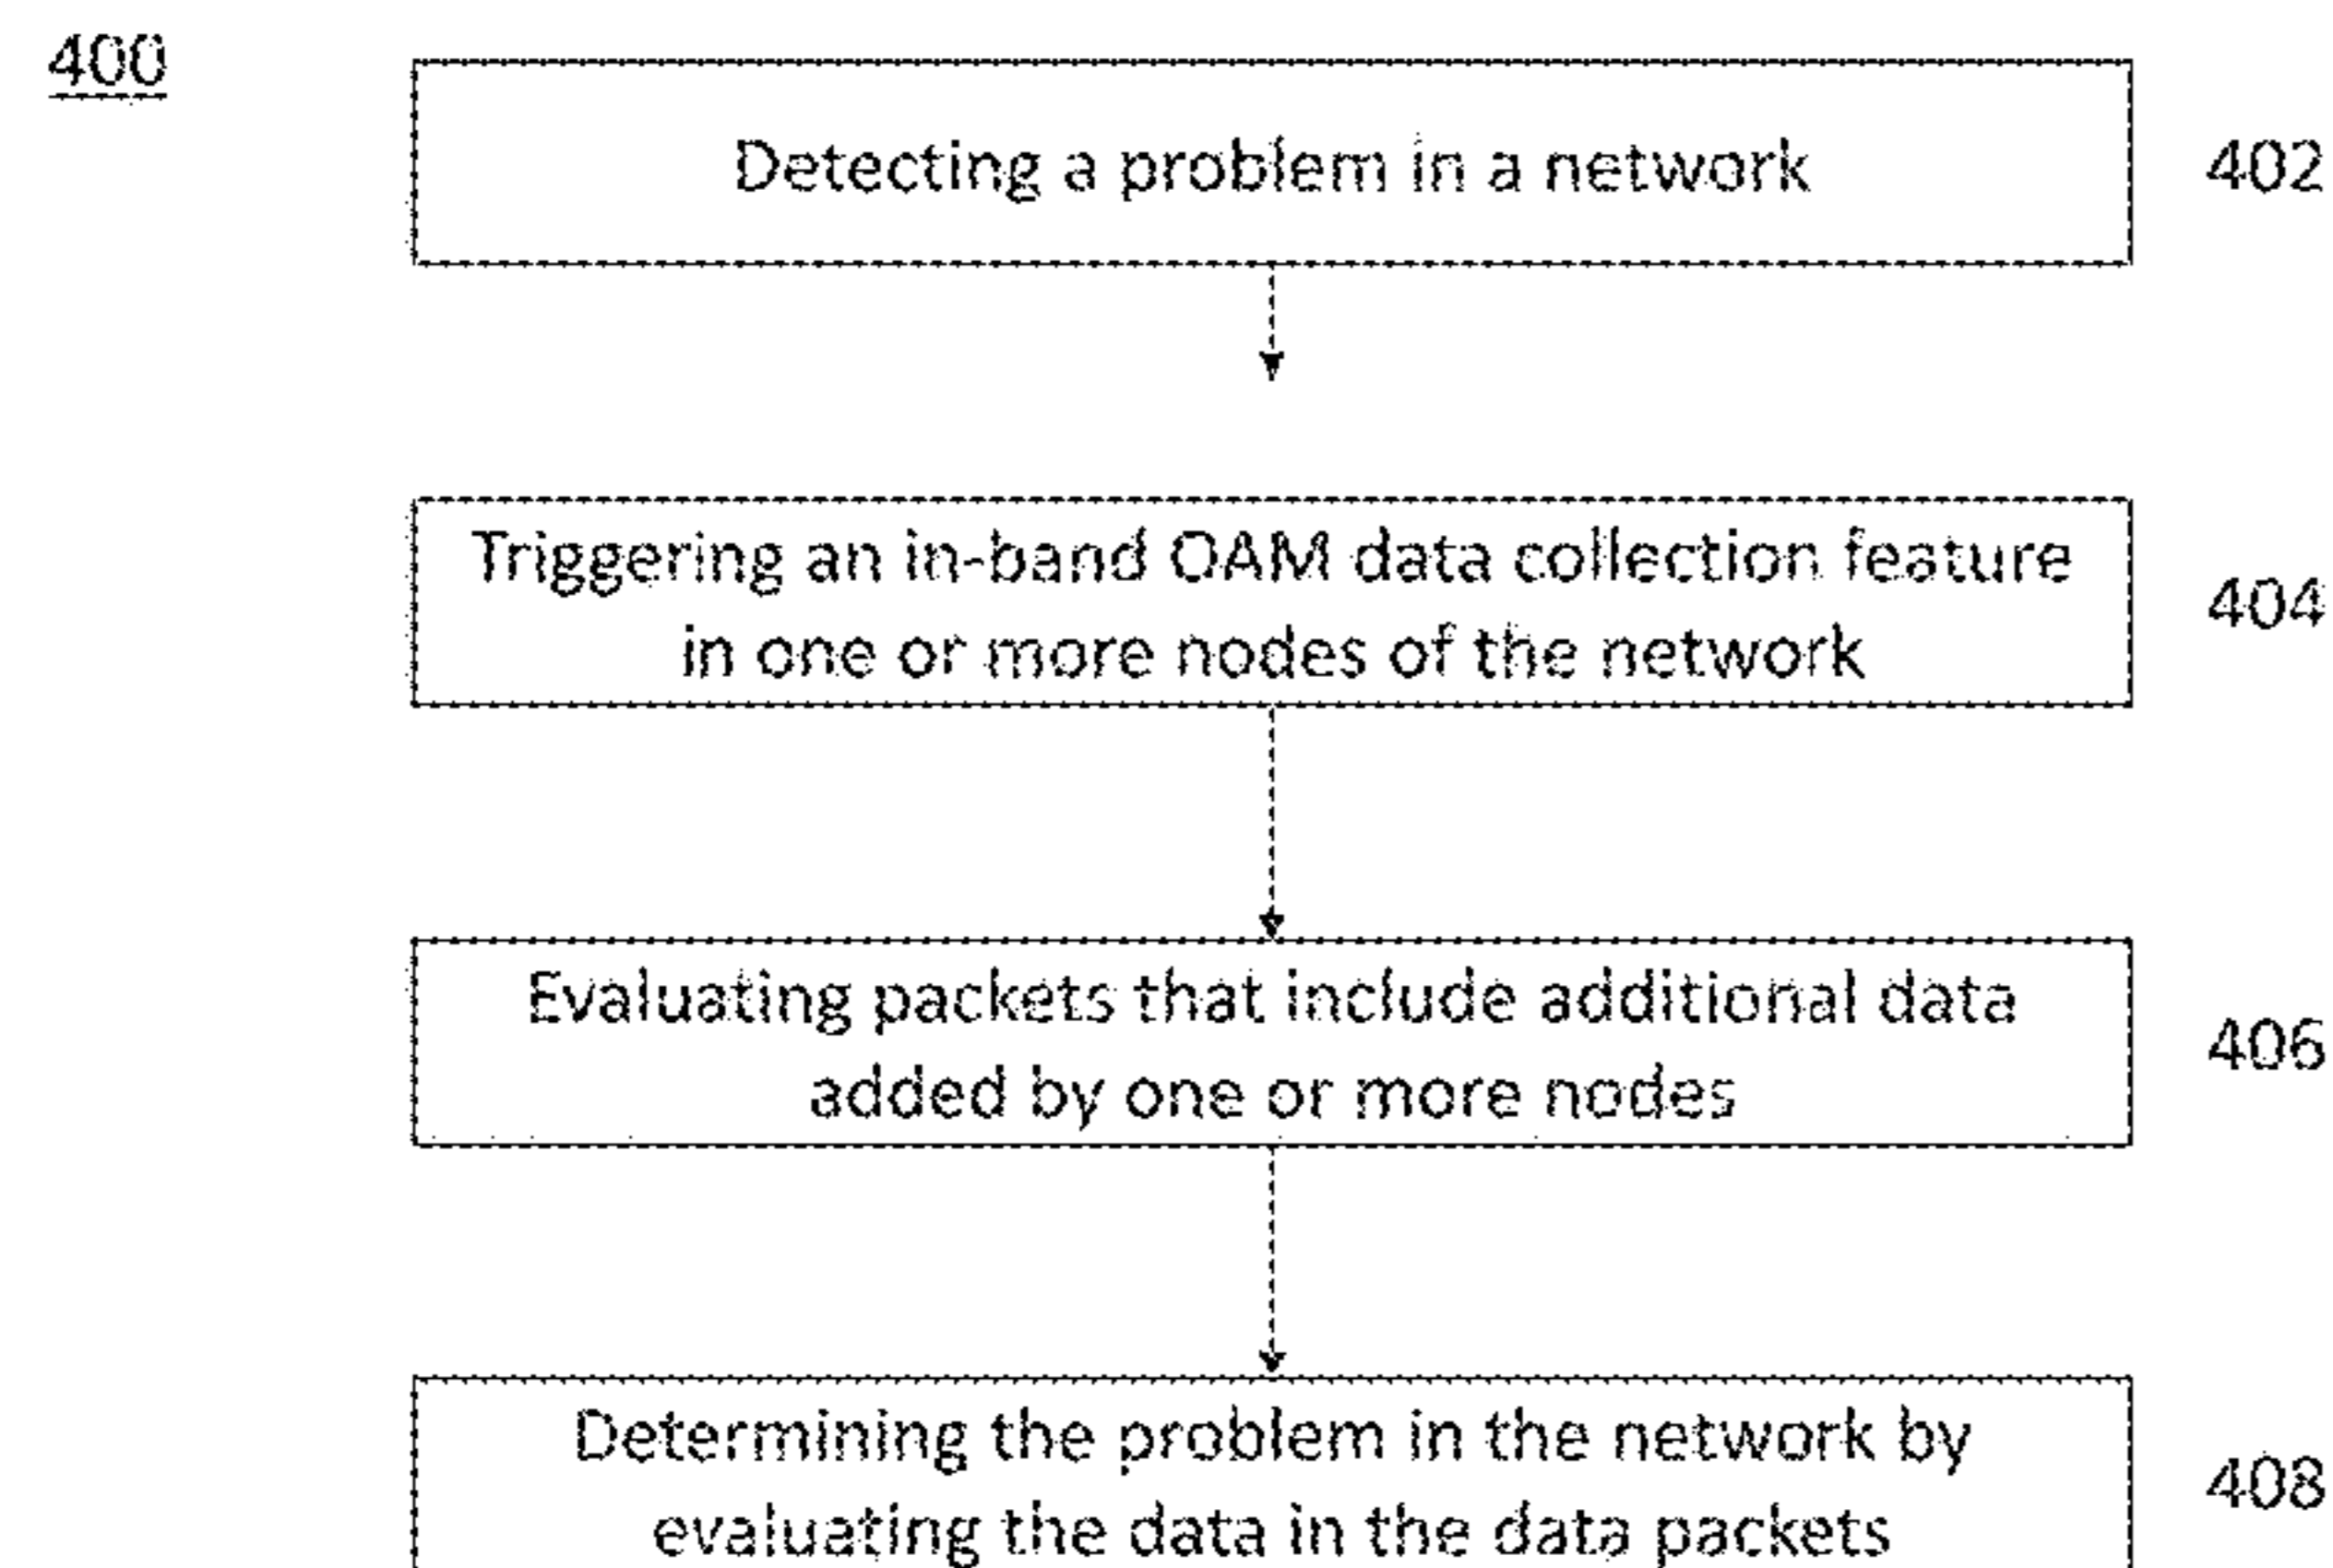 400
Detecting a problem in a network
402
Triggering an in-band OAM data collection feature
in one or more nodes of the network
404
Evaluating packets that include additional data
added by one or more nodes
406
Determining the problem in the network by
evaluating the data in the data packets
408